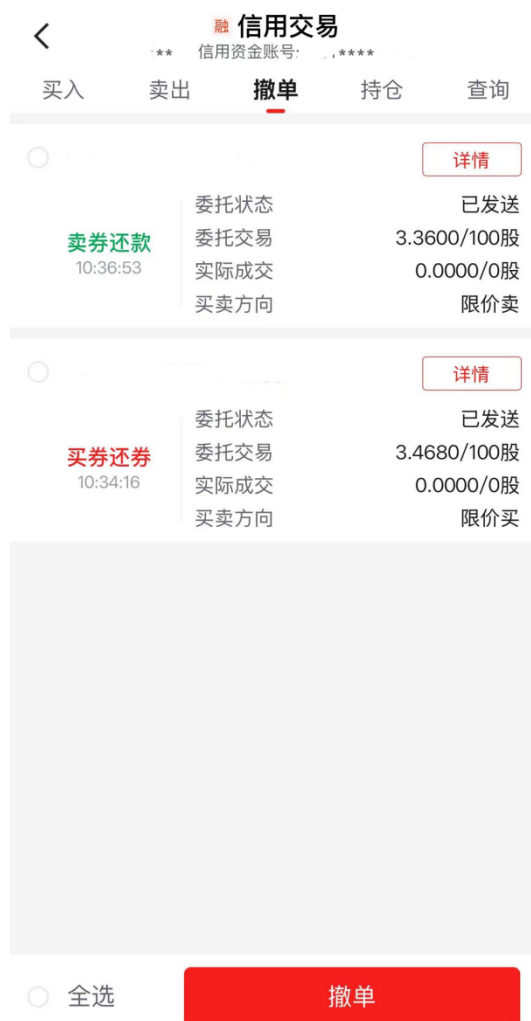 融 信用交易
** 信用资金账号: ,****
买入 卖出 撤单 持仓 查询
详情
委托状态 已发送
卖券还款 委托交易 3.3600/100股
10:36:53 实际成交 0.0000/0股
买卖方向 限价卖
详情
委托状态 已发送
买券还券 委托交易 3.4680/100股
10:34:16 实际成交 0.0000/0股
买卖方向 限价买
全选 撤单